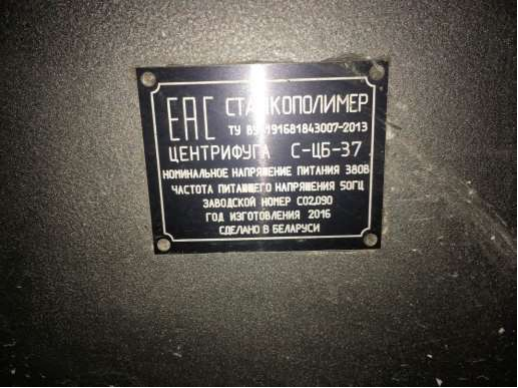 EAC СТАНКОПОЛИМЕР
ТУ 191681843007-2013
ЦЕНТРИФУГА С-ЦБ-37
НОМИНАЛЬНОЕ НАПРЯЖЕНИЕ ПИТАНИЯ 380В
ЧАСТОТА ПИТАЮЩЕГО НАПРЯЖЕНИЯ 50ГЦ
ЗАВОДСКОЙ НОМЕР С02.090
ГОД ИЗГОТОВЛЕНИЯ 2016
СДЕЛАНО В БЕЛАРУСИ